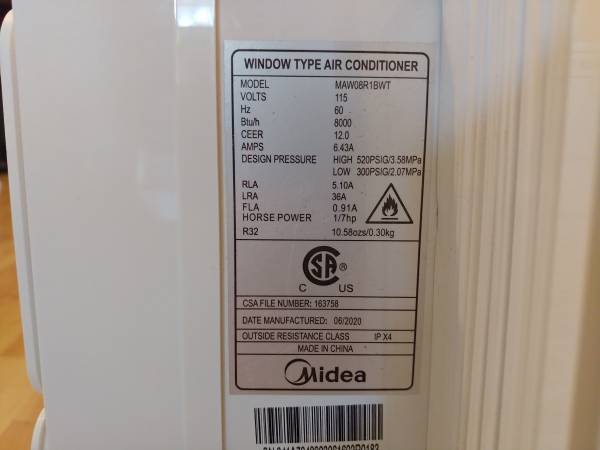 WINDOW TYPE AIR CONDITIONER
MODEL MAW08R1BWT
VOLTS 115
Hz 60
Btu/h 8000
CEER 12.0
AMPS 6.43A
DESIGN PRESSURE HIGH 520PSIG/3.58MPa
LOW 300PSIG/2.07MPa
RLA 5.10A
LRA 36A
FLA 0.91A
HORSE POWER 1/7hp
R32 10.58ozs/0.30kg
CSA ®
C US
CSA FILE NUMBER: 163758
DATE MANUFACTURED: 06/2020
OUTSIDE RESISTANCE CLASS IP X4
MADE IN CHINA
Midea